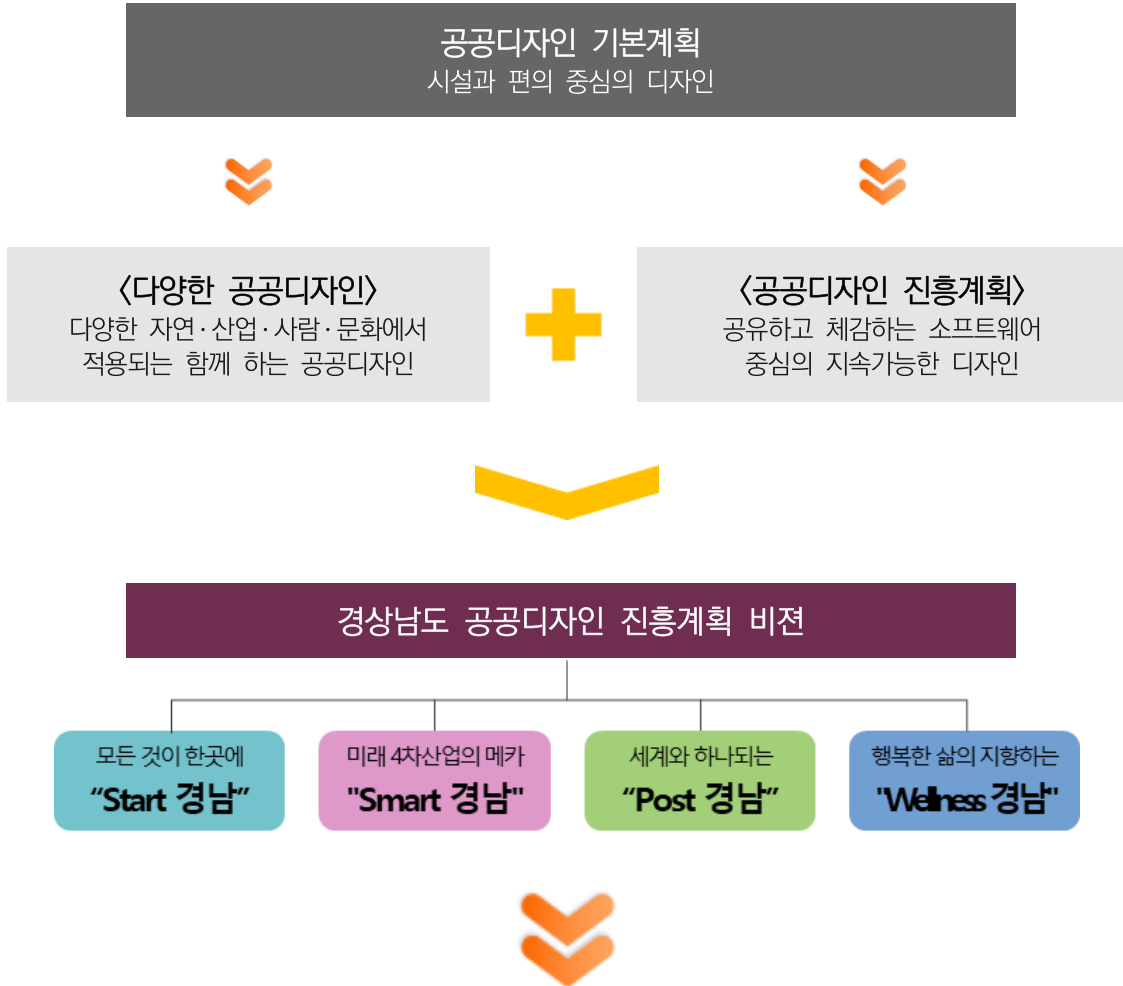 공공디자인 기본계획
시설과 편의 중심의 디자인
<다양한 공공디자인>
다양한 자연·산업·사람·문화에서
적용되는 함께 하는 공공디자인
<공공디자인 진흥계획>
공유하고 체감하는 소프트웨어
중심의 지속가능한 디자인
경상남도 공공디자인 진흥계획 비젼
모든 것이 한곳에
“Start 경남”
미래 4차산업의 메카
"Smart 경남"
세계와 하나되는
“Post 경남”
행복한 삶의 지향하는
"Wellness 경남"